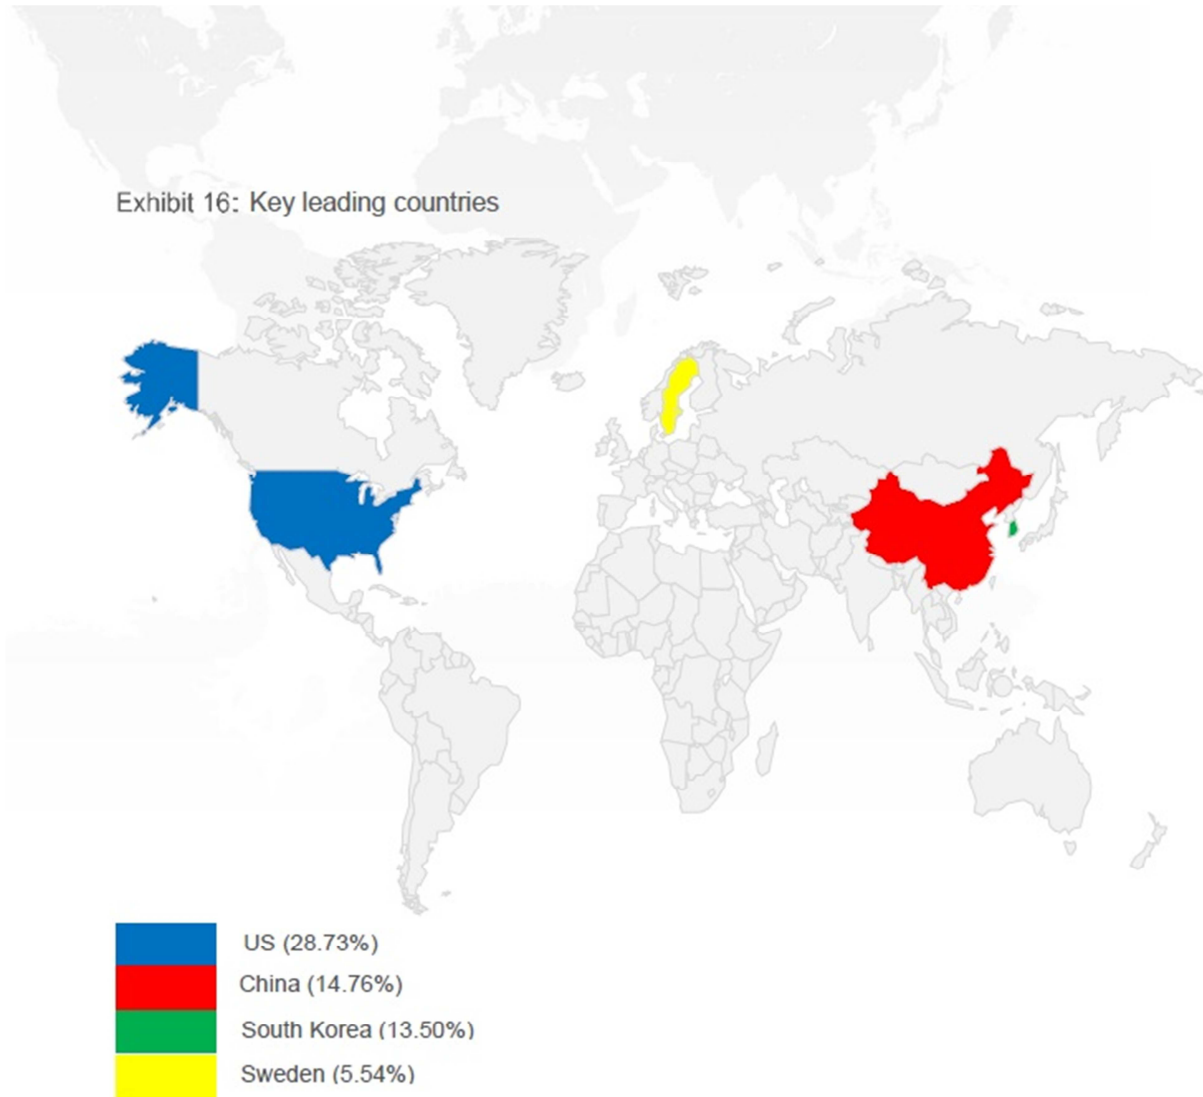 Exhibit 16: Key leading countries
US (28.73%)
China (14.76%)
South Korea (13.50%)
Sweden (5.54%)